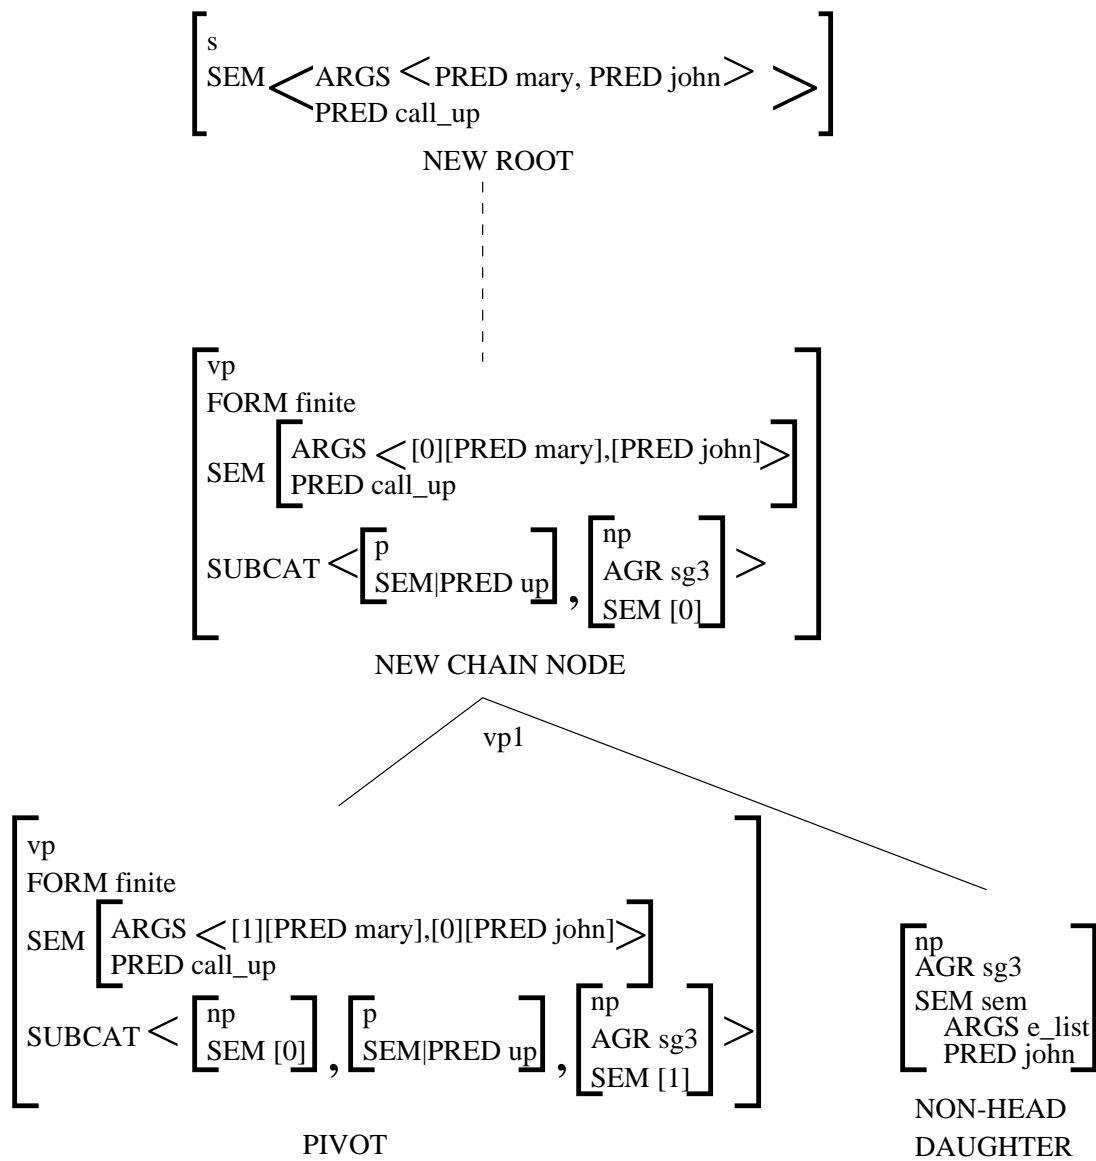 s
SEM < ARGS <PRED mary, PRED john> >
PRED call_up
NEW ROOT
vp
FORM finite
SEM [ARGS <[0][PRED mary],[PRED john]>
PRED call_up]
SUBCAT < [p
SEM|PRED up] , [np
AGR sg3
SEM [0]] >
NEW CHAIN NODE
vp1
vp
FORM finite
SEM [ARGS <[1][PRED mary],[0][PRED john]>
PRED call_up]
SUBCAT < [np
SEM [0]] , [p
SEM|PRED up] , [np
AGR sg3
SEM [1]] >
PIVOT
np
AGR sg3
SEM sem
ARGS e_list
PRED john
NON-HEAD
DAUGHTER